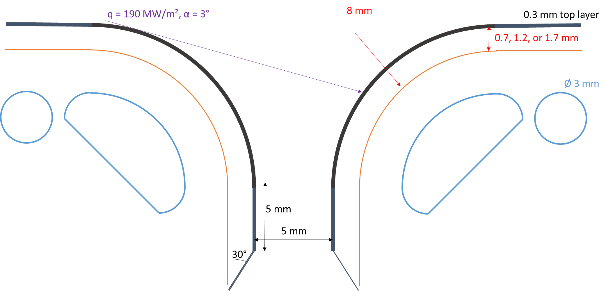 q = 190 MW/m², α = 3°
8 mm
0.3 mm top layer
0.7, 1.2, or 1.7 mm
Ø 3 mm
5 mm
5 mm
30°